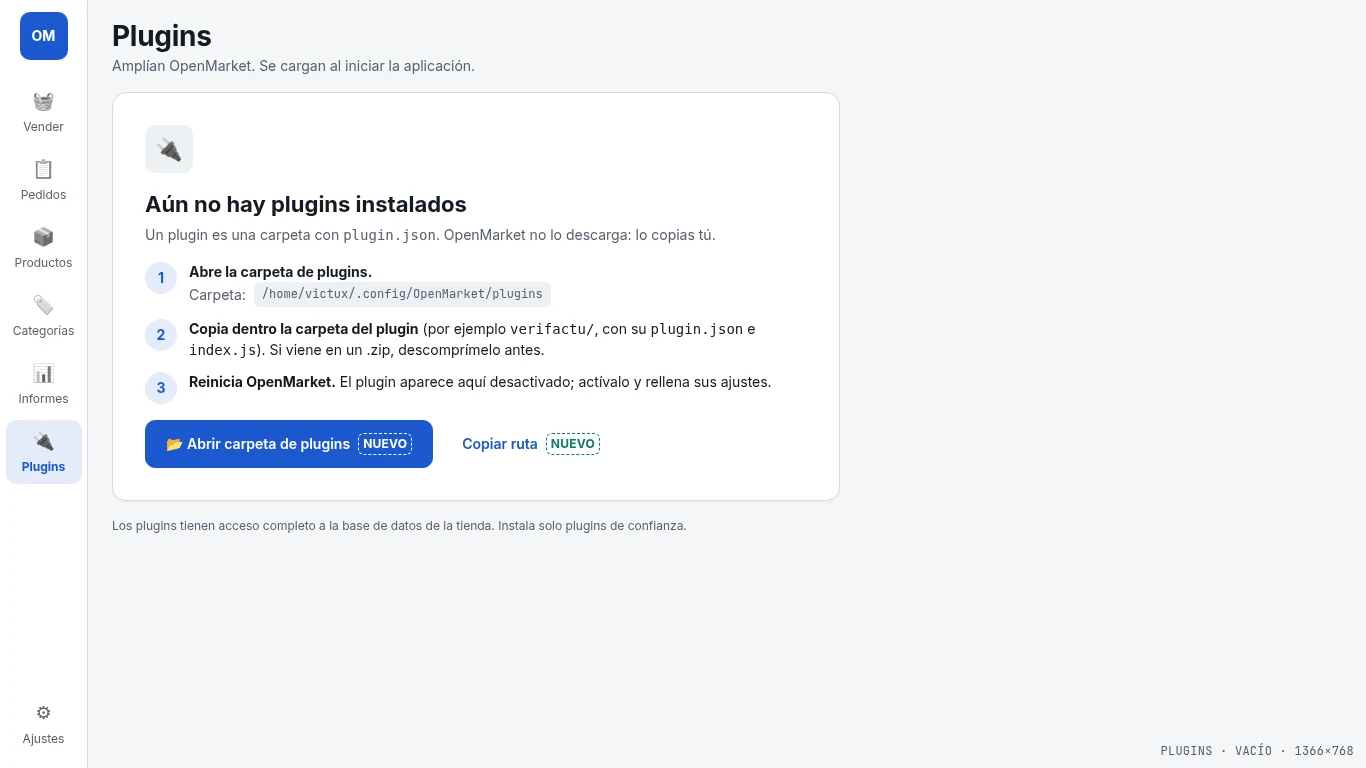 OM
Vender
Pedidos
Productos
Categorías
Informes
Plugins
Ajustes
Plugins
Amplían OpenMarket. Se cargan al iniciar la aplicación.
Aún no hay plugins instalados
Un plugin es una carpeta con plugin.json. OpenMarket no lo descarga: lo copias tú.
1
Abre la carpeta de plugins.
Carpeta: /home/victux/.config/OpenMarket/plugins
2
Copia dentro la carpeta del plugin (por ejemplo verifactu/, con su plugin.json e
index.js). Si viene en un .zip, descomprímelo antes.
3
Reinicia OpenMarket. El plugin aparece aquí desactivado; actívalo y rellena sus ajustes.
Abrir carpeta de plugins NUEVO
Copiar ruta NUEVO
Los plugins tienen acceso completo a la base de datos de la tienda. Instala solo plugins de confianza.
PLUGINS · VACÍO · 1366×768